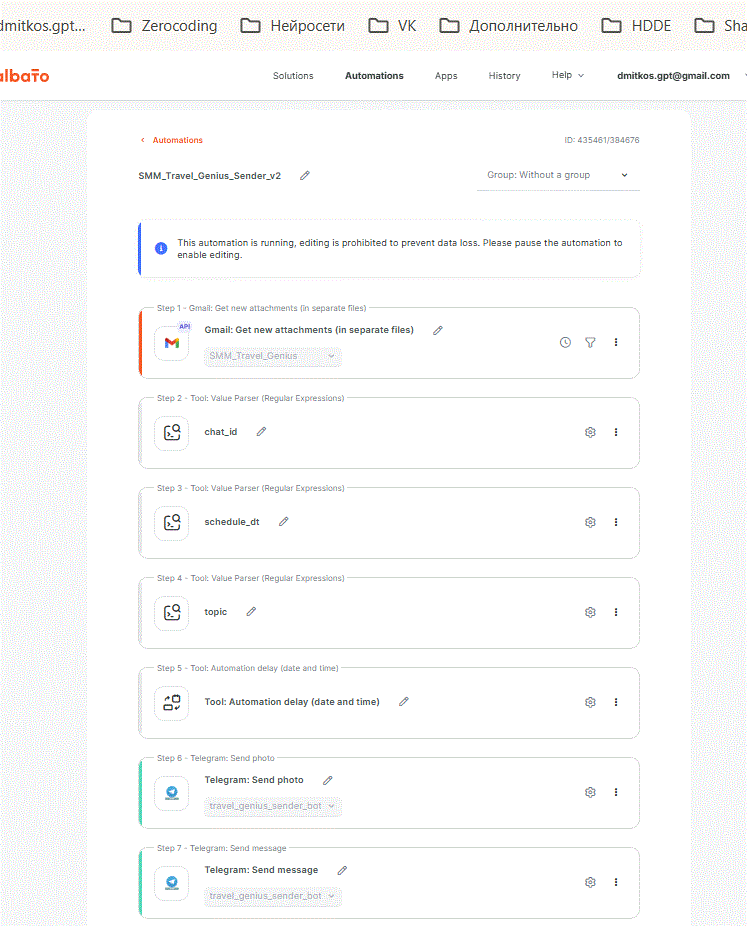 dmitkos.gpt... Zerocoding Нейросети VK Дополнительно HDDE Sha
albato Solutions Automations Apps History Help dmitkos.gpt@gmail.com
Automations ID: 435461/384676
SMM_Travel_Genius_Sender_v2 Group: Without a group
This automation is running, editing is prohibited to prevent data loss. Please pause the automation to
enable editing.
Step 1 - Gmail: Get new attachments (in separate files)
API
Gmail: Get new attachments (in separate files)
SMM_Travel_Genius
Step 2 - Tool: Value Parser (Regular Expressions)
chat_id
Step 3 - Tool: Value Parser (Regular Expressions)
schedule_dt
Step 4 - Tool: Value Parser (Regular Expressions)
topic
Step 5 - Tool: Automation delay (date and time)
Tool: Automation delay (date and time)
Step 6 - Telegram: Send photo
Telegram: Send photo
travel_genius_sender_bot
Step 7 - Telegram: Send message
Telegram: Send message
travel_genius_sender_bot